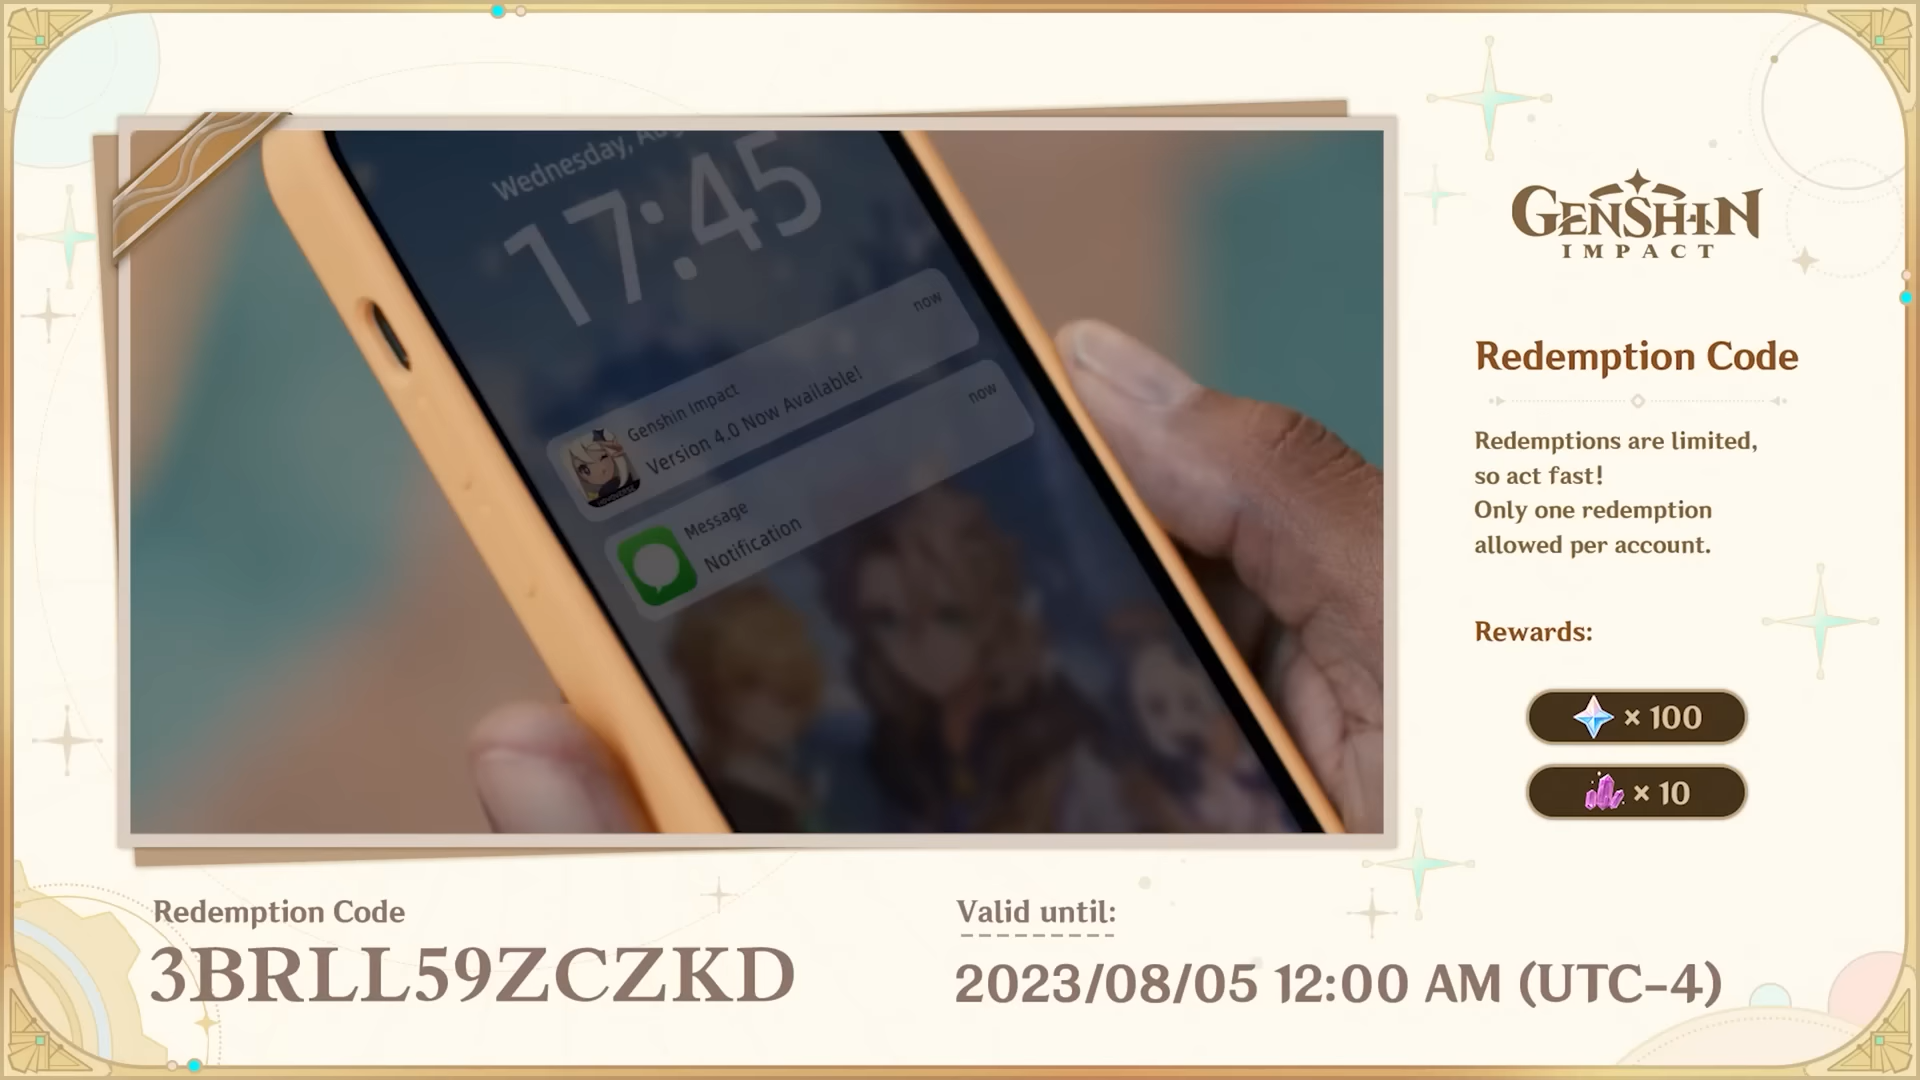 Wednesday, Aug
17:45
now
Genshin Impact
Version 4.0 Now Available!
now
Message
Notification
GENSHIN
IMPACT
Redemption Code
Redemptions are limited,
so act fast!
Only one redemption
allowed per account.
Rewards:
× 100
× 10
Redemption Code
3BRLL59ZCZKD
Valid until:
2023/08/05 12:00 AM (UTC-4)